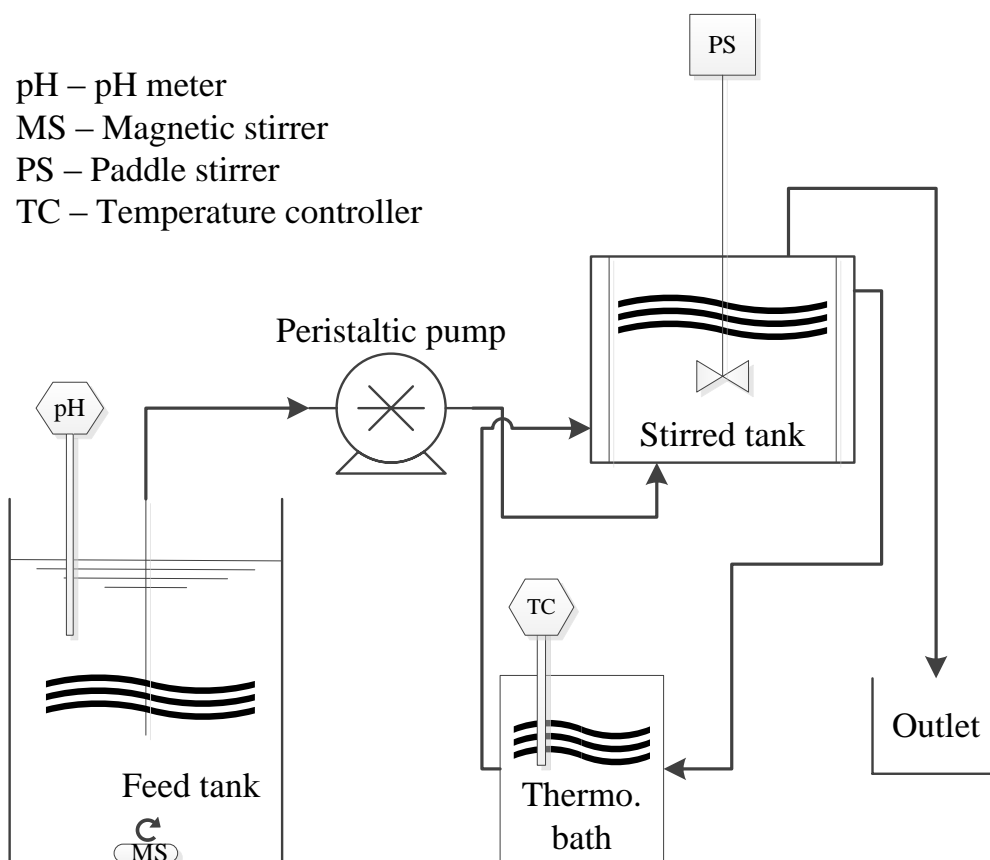 pH – pH meter
MS – Magnetic stirrer
PS – Paddle stirrer
TC – Temperature controller
PS
Peristaltic pump
pH
Stirred tank
TC
Outlet
Feed tank
Thermo.
bath
MS